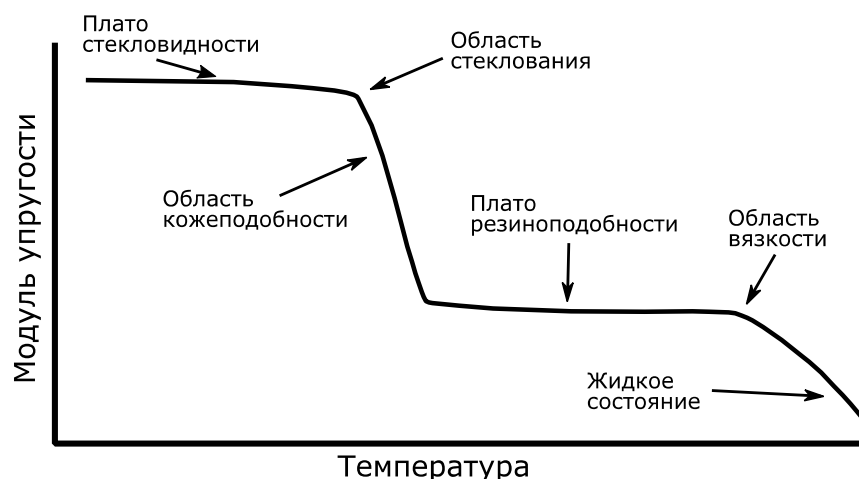 Плато
стекловидности
Область
стеклования
Область
кожеподобности
Плато
резиноподобности
Область
вязкости
Жидкое
состояние
Модуль упругости
Температура